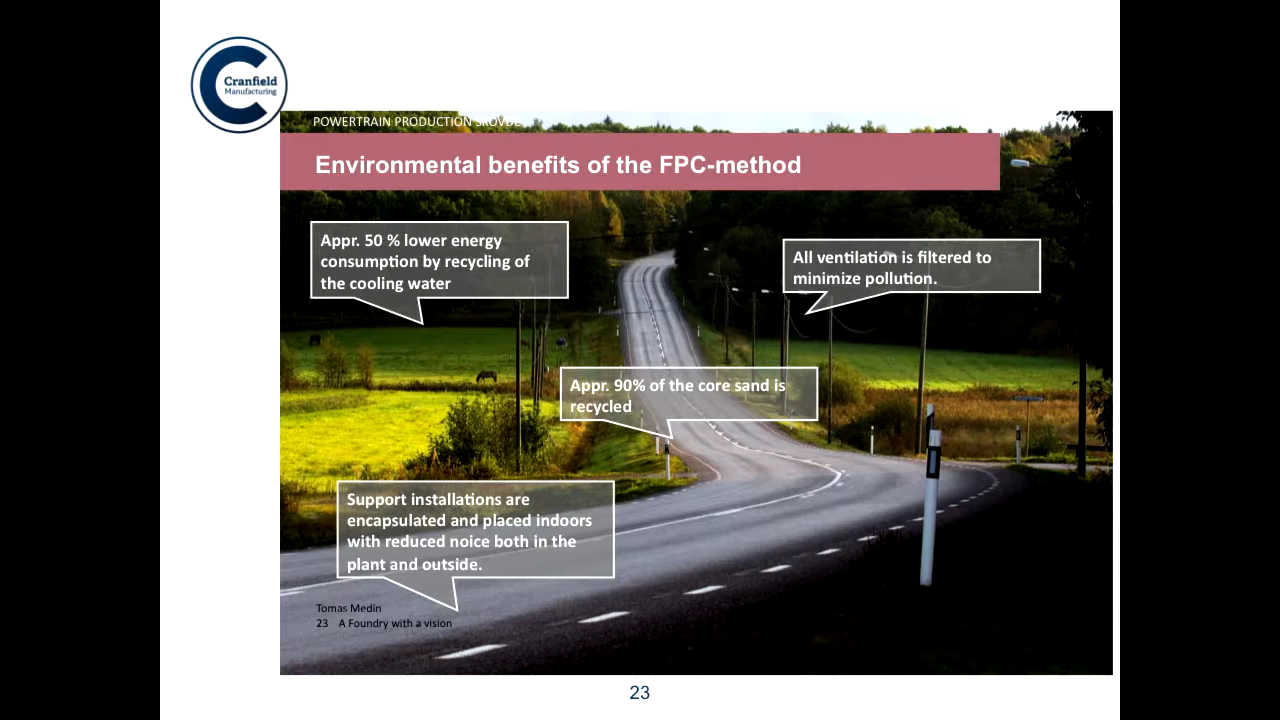 Cranfield
Manufacturing
POWERTRAIN PRODUCTION SKÖVDE
Environmental benefits of the FPC-method
Appr. 50 % lower energy
consumption by recycling of
the cooling water
All ventilation is filtered to
minimize pollution.
Appr. 90% of the core sand is
recycled
Support installations are
encapsulated and placed indoors
with reduced noice both in the
plant and outside.
Tomas Medin
23 A Foundry with a vision
23